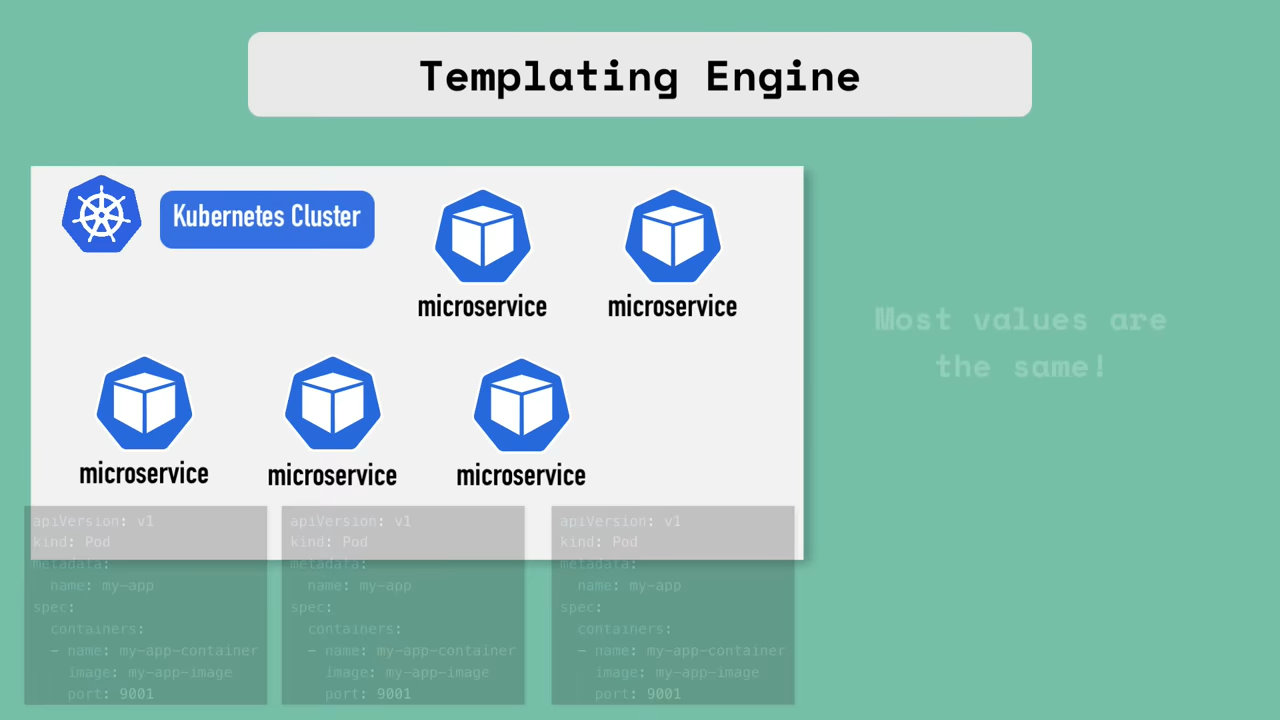 Templating Engine
Kubernetes Cluster
microservice
microservice
microservice
microservice
microservice
Most values are
the same!
apiVersion: v1
kind: Pod
metadata:
  name: my-app
spec:
  containers:
  - name: my-app-container
    image: my-app-image
    port: 9001
apiVersion: v1
kind: Pod
metadata:
  name: my-app
spec:
  containers:
  - name: my-app-container
    image: my-app-image
    port: 9001
apiVersion: v1
kind: Pod
metadata:
  name: my-app
spec:
  containers:
  - name: my-app-container
    image: my-app-image
    port: 9001